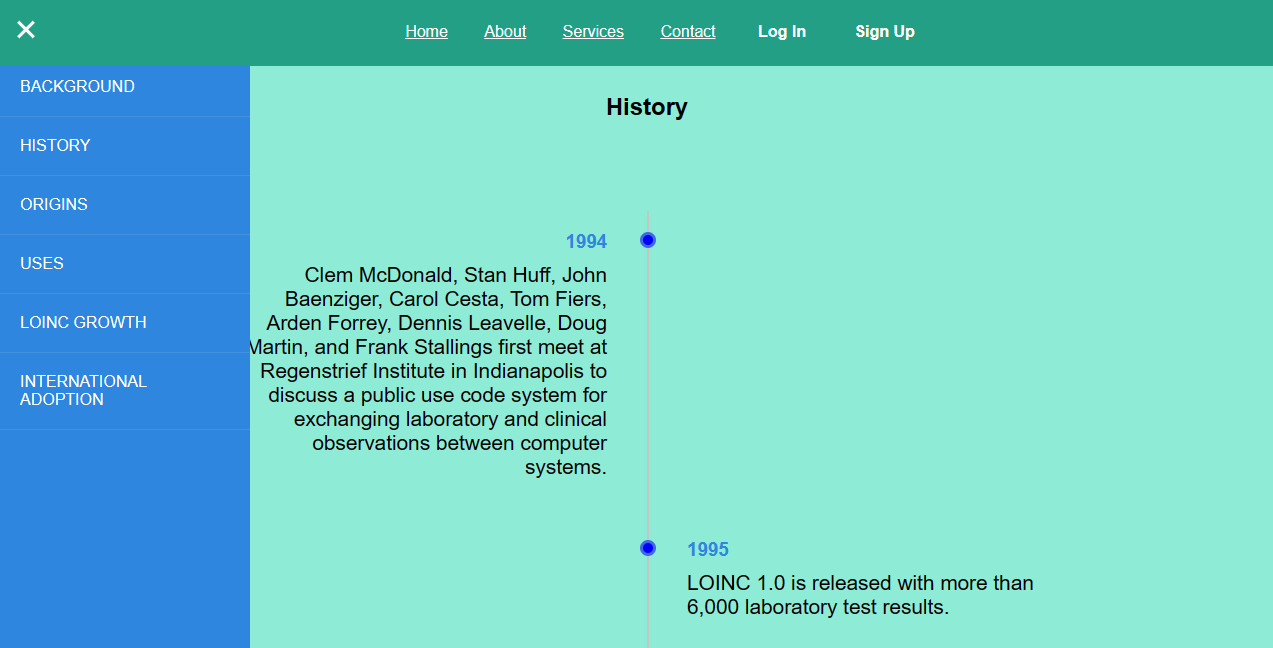 ✕
Home About Services Contact Log In Sign Up
BACKGROUND
HISTORY
ORIGINS
USES
LOINC GROWTH
INTERNATIONAL
ADOPTION
History
1994
Clem McDonald, Stan Huff, John
Baenziger, Carol Cesta, Tom Fiers,
Arden Forrey, Dennis Leavelle, Doug
Martin, and Frank Stallings first meet at
Regenstrief Institute in Indianapolis to
discuss a public use code system for
exchanging laboratory and clinical
observations between computer
systems.
1995
LOINC 1.0 is released with more than
6,000 laboratory test results.